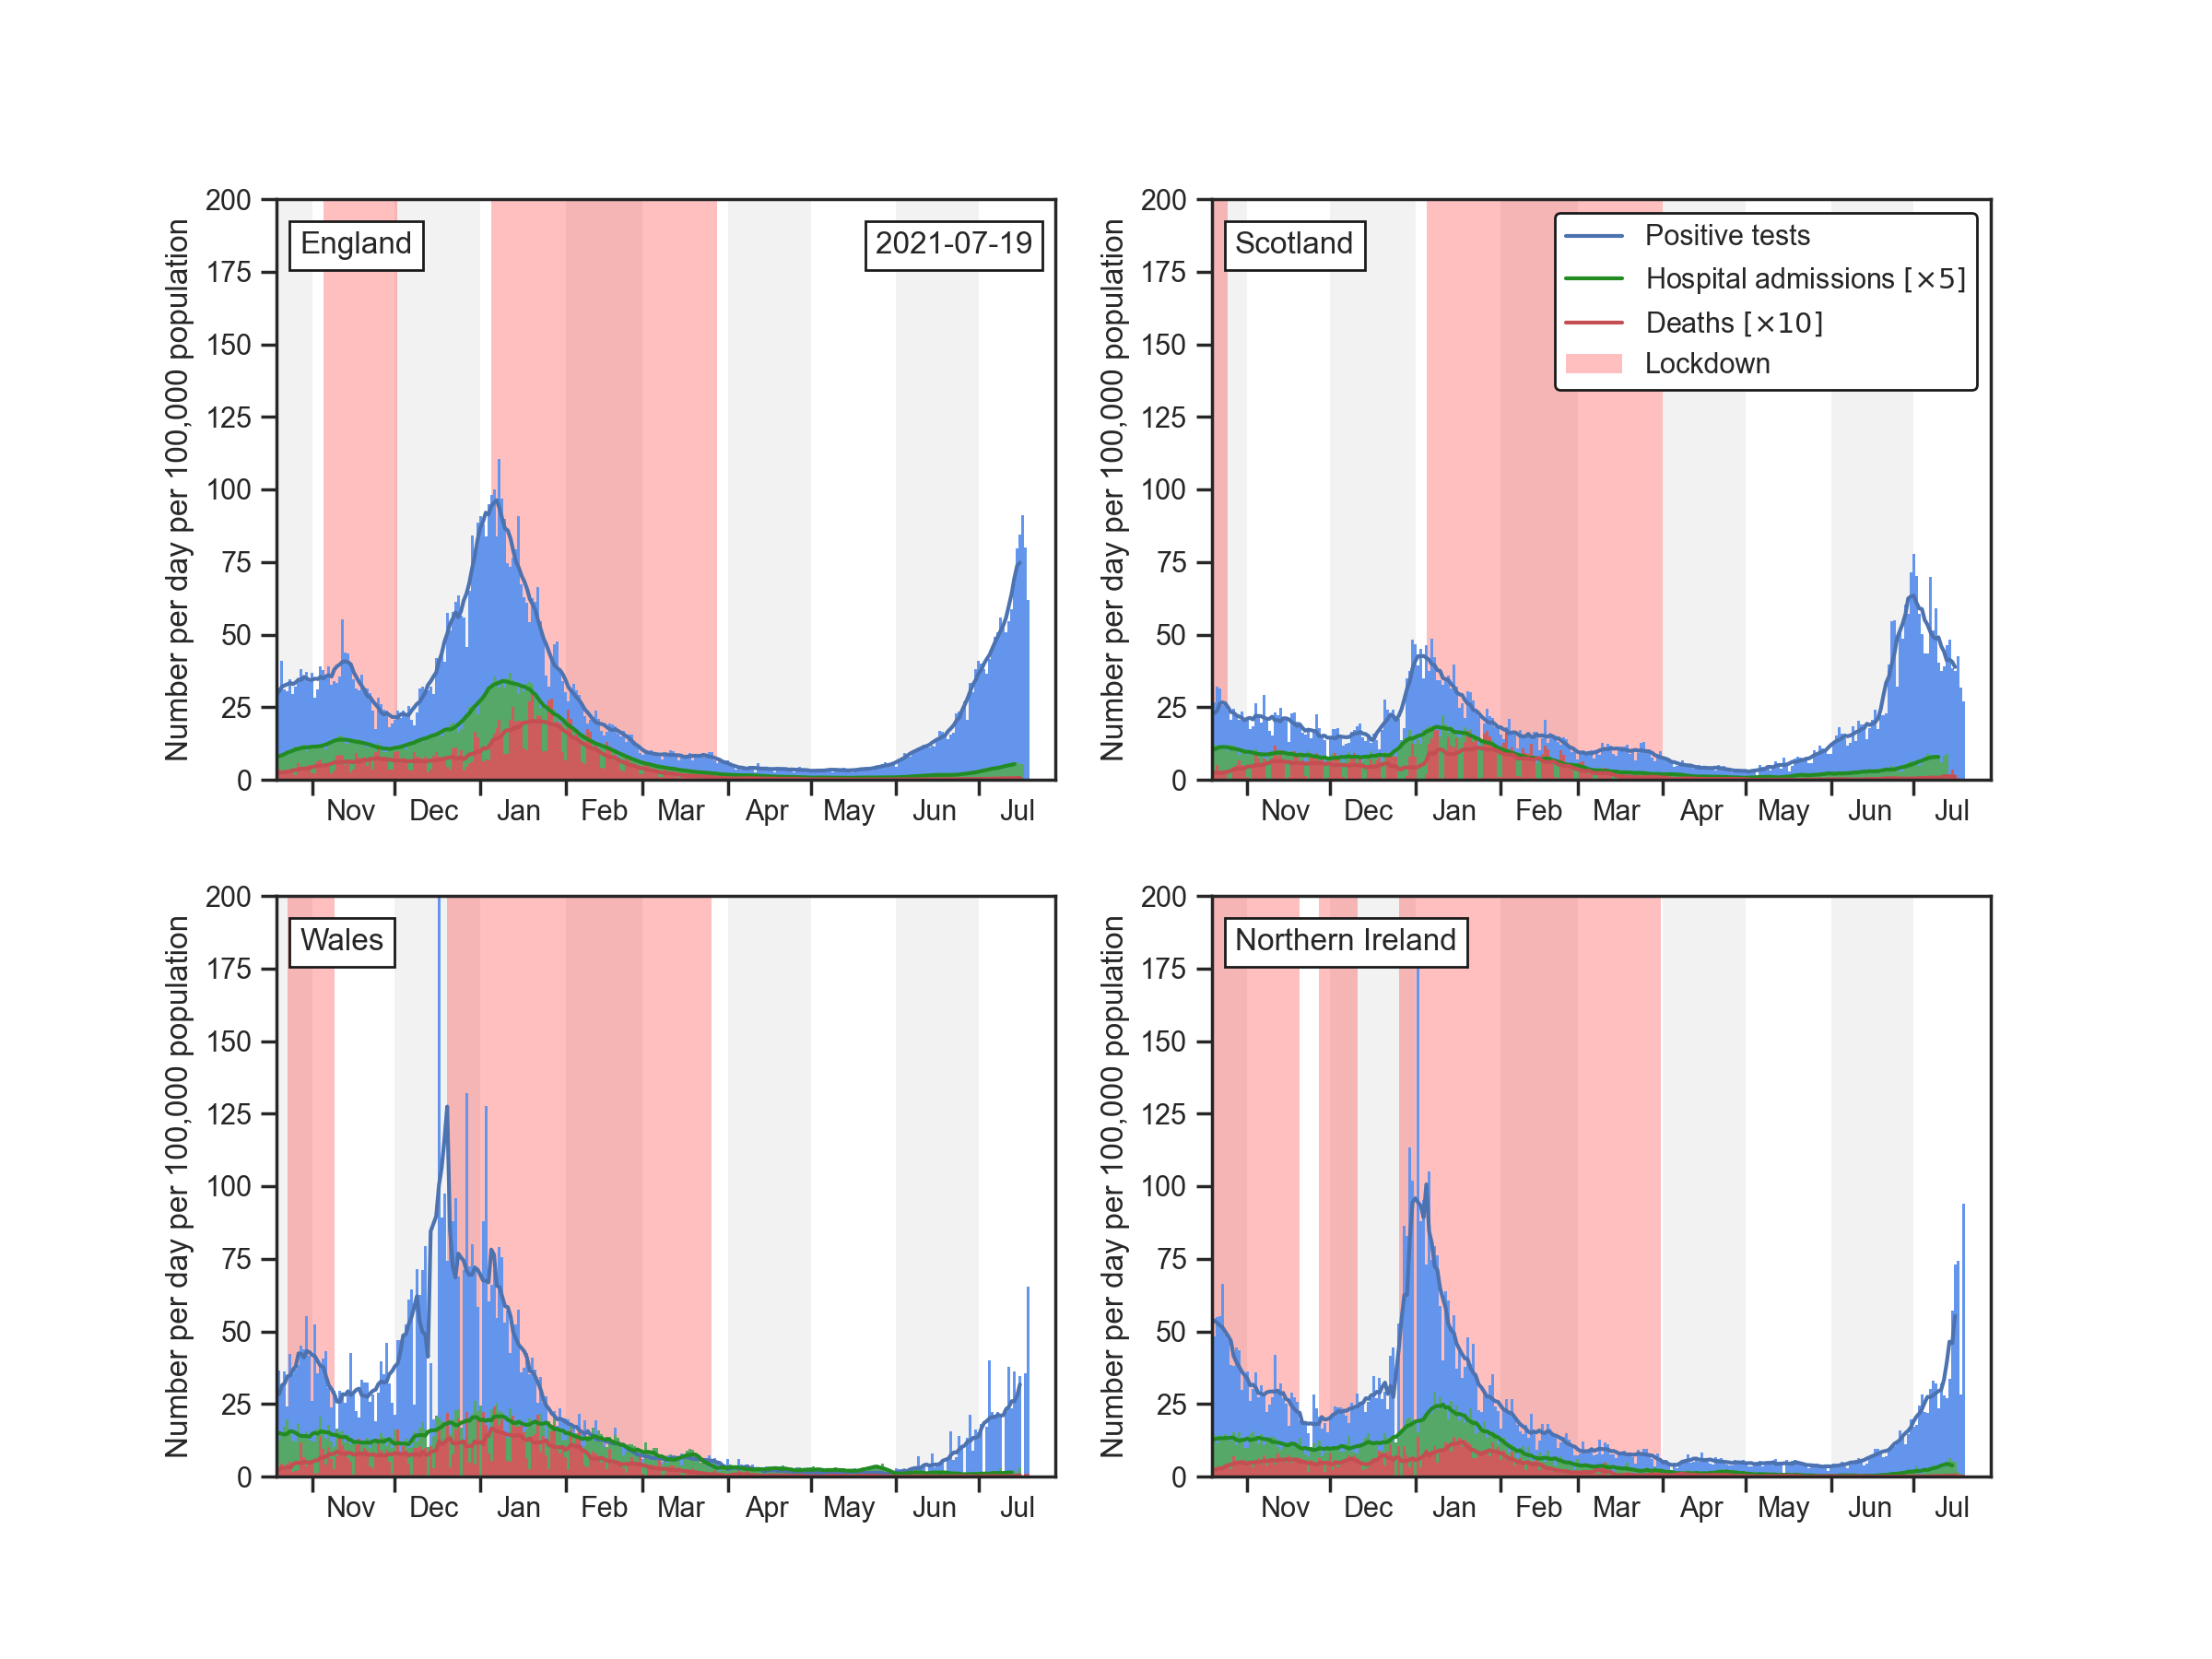 England
2021-07-19
Number per day per 100,000 population
200
175
150
125
100
75
50
25
0
Nov Dec Jan Feb Mar Apr May Jun Jul
Scotland
Positive tests
Hospital admissions [×5]
Deaths [×10]
Lockdown
Number per day per 100,000 population
200
175
150
125
100
75
50
25
0
Nov Dec Jan Feb Mar Apr May Jun Jul
Wales
Number per day per 100,000 population
200
175
150
125
100
75
50
25
0
Nov Dec Jan Feb Mar Apr May Jun Jul
Northern Ireland
Number per day per 100,000 population
200
175
150
125
100
75
50
25
0
Nov Dec Jan Feb Mar Apr May Jun Jul